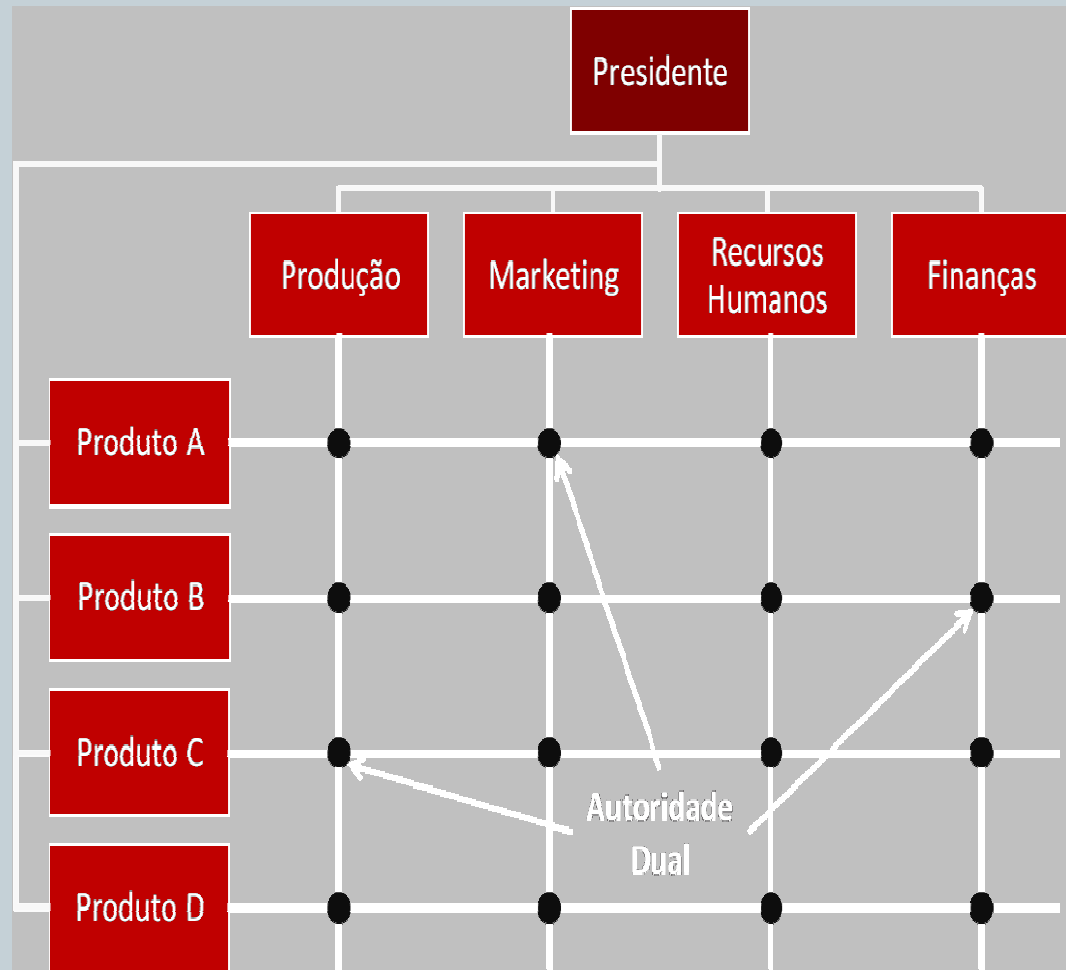 Presidente
Produção
Marketing
Recursos
Humanos
Finanças
Produto A
Produto B
Produto C
Autoridade
Dual
Produto D